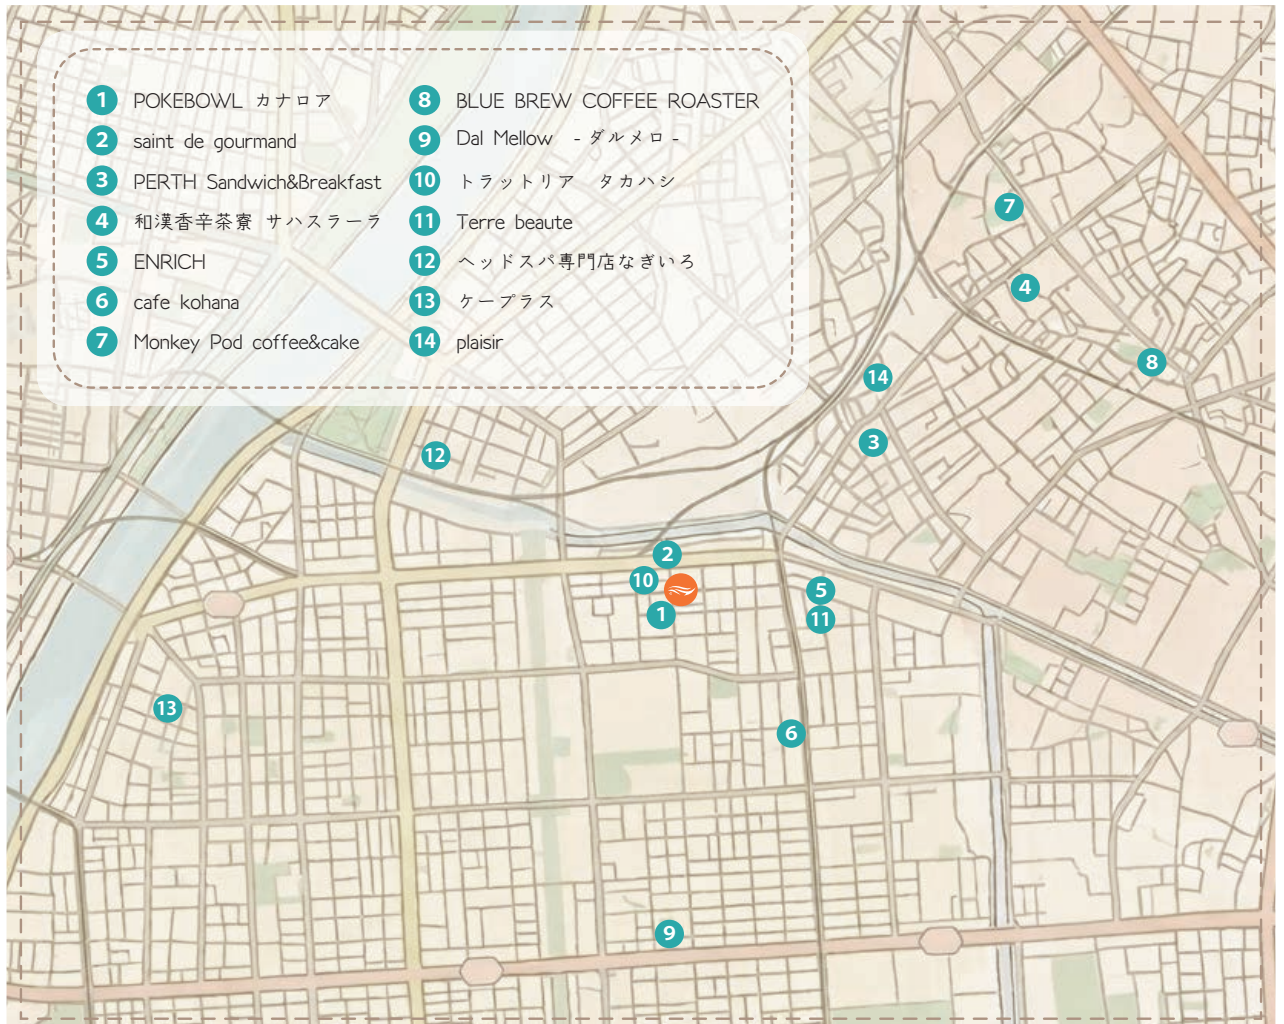 1 POKEBOWL カナロア
2 saint de gourmand
3 PERTH Sandwich&Breakfast
4 和漢香辛茶寮 サハスラーラ
5 ENRICH
6 cafe kohana
7 Monkey Pod coffee&cake
8 BLUE BREW COFFEE ROASTER
9 Dal Mellow -ダルメロ-
10 トラットリア タカハシ
11 Terre beaute
12 ヘッドスパ専門店なぎいろ
13 ケープラス
14 plaisir
7
4
8
14
3
12
2
10
5
1
11
13
6
9